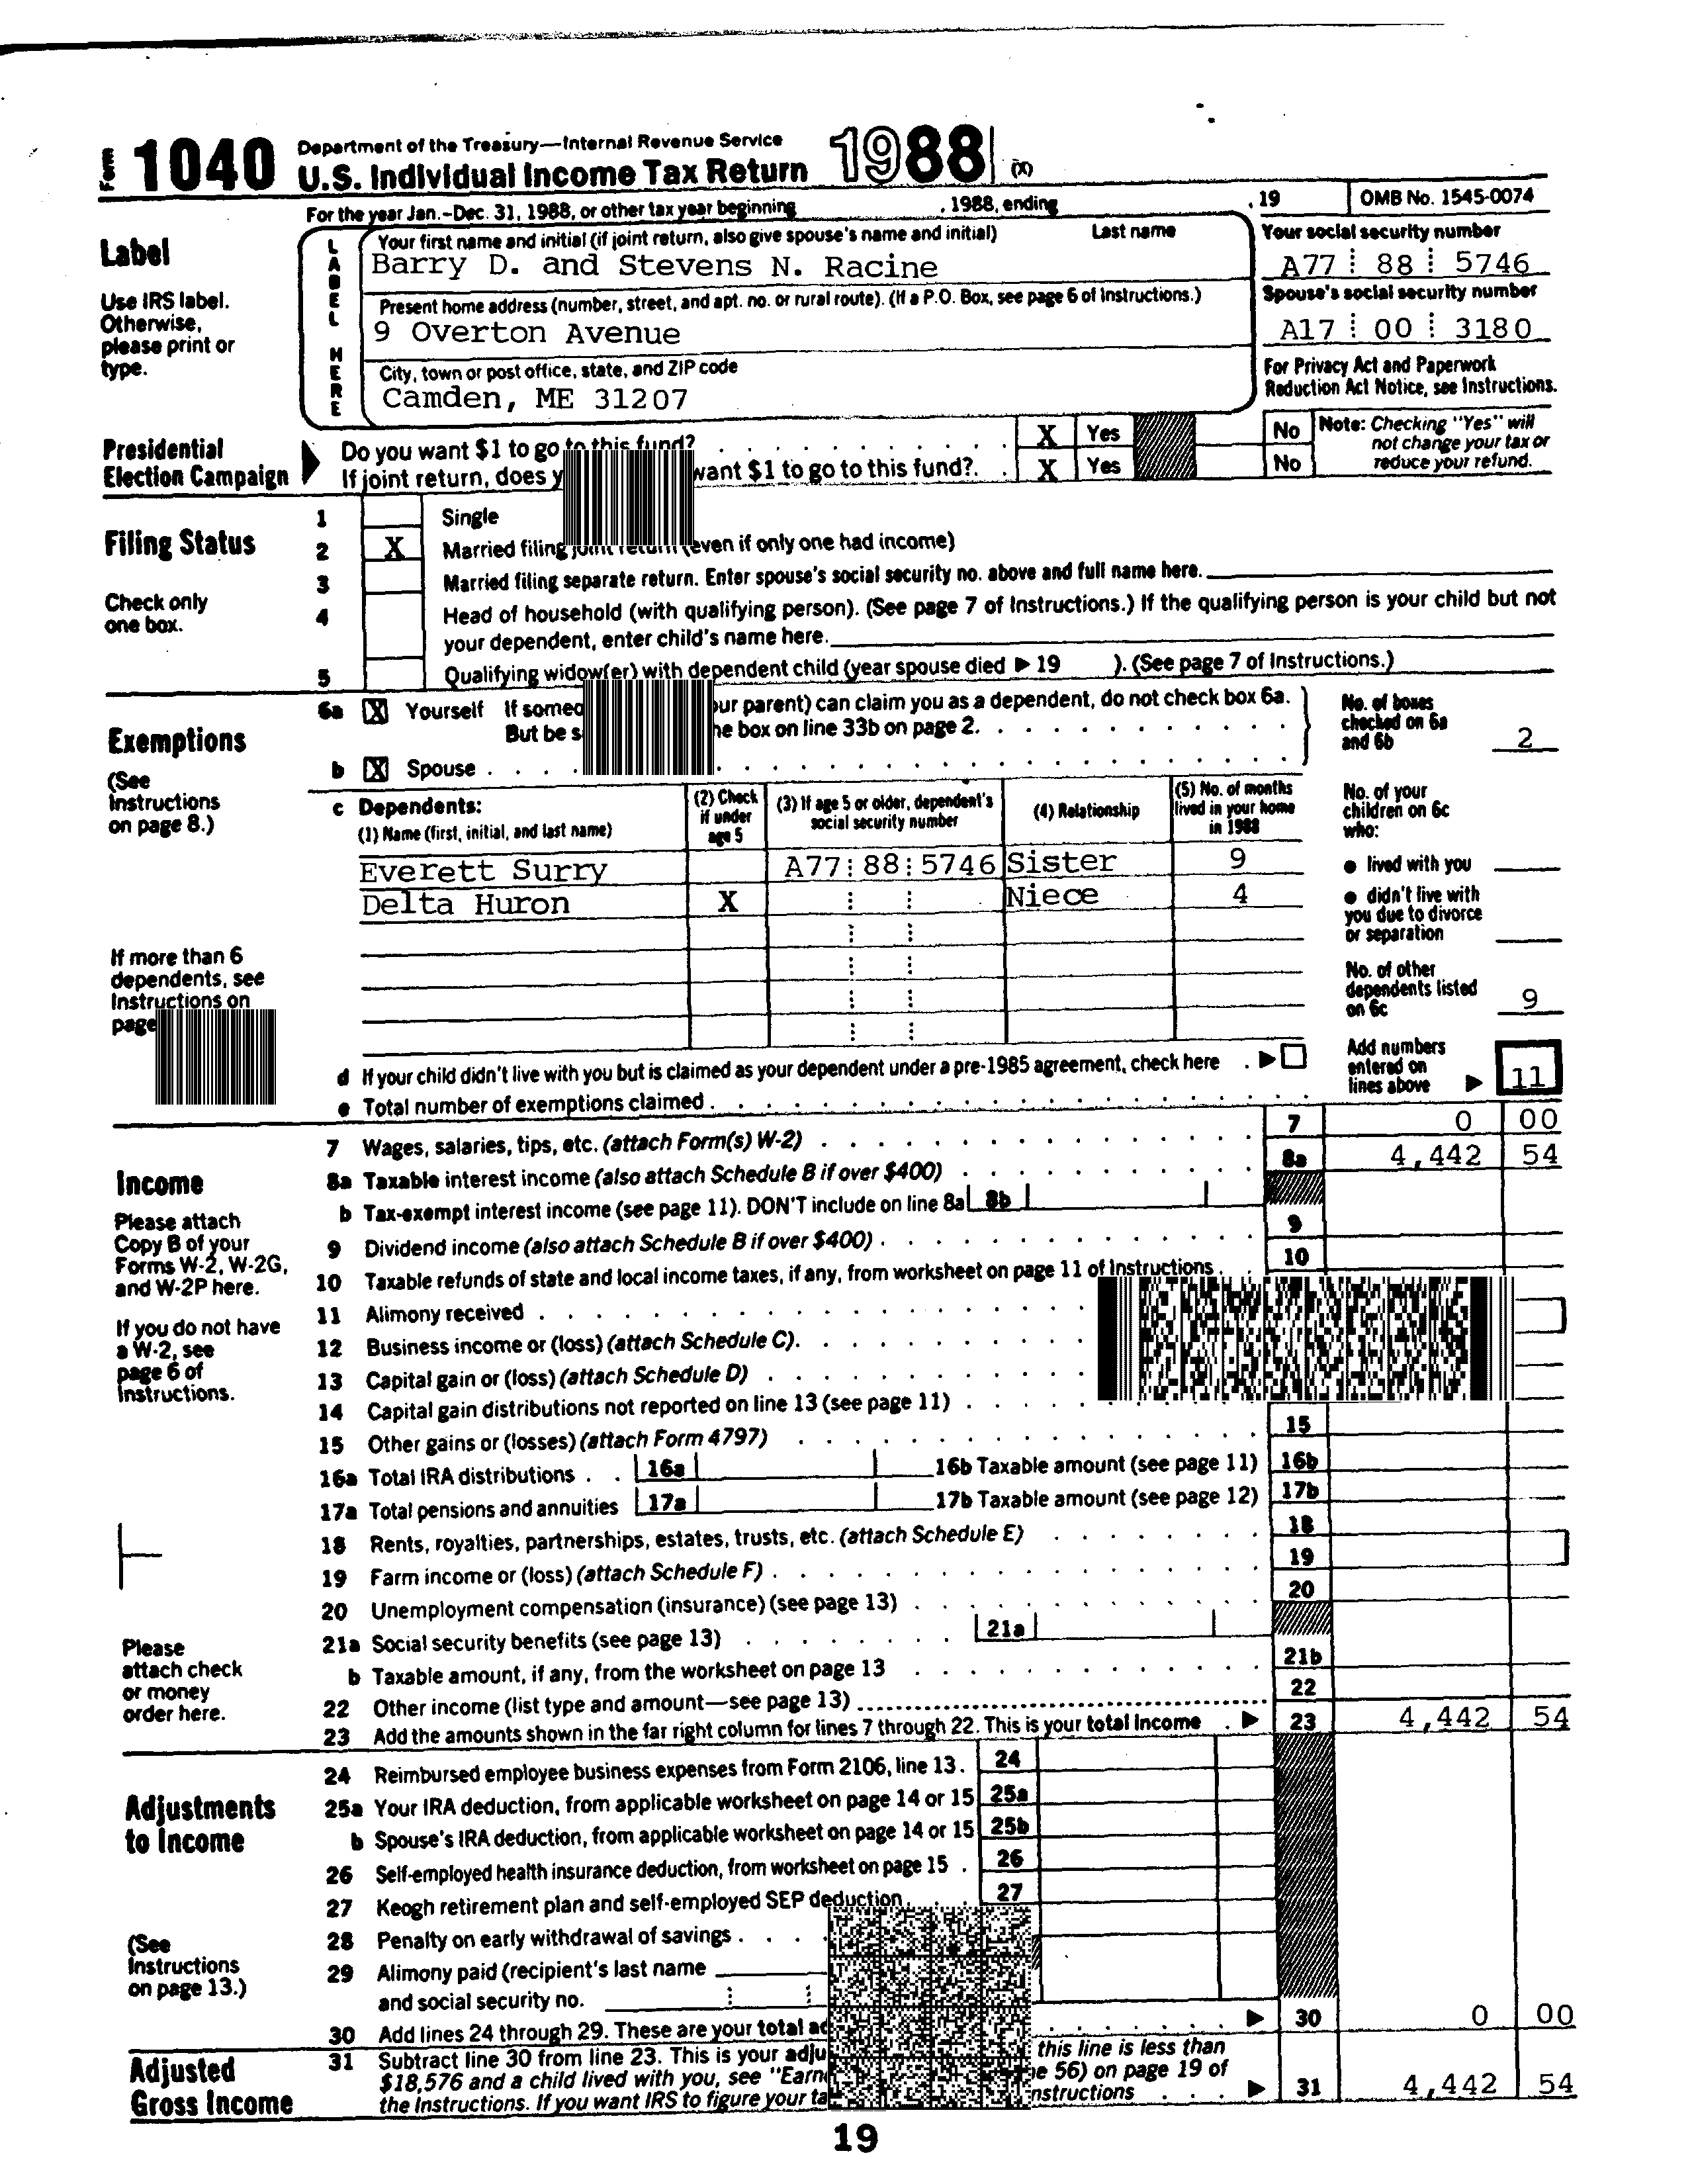 Form 1040 Department of the Treasury—Internal Revenue Service
U.S. Individual Income Tax Return 1988 (X)
For the year Jan.-Dec. 31, 1988, or other tax year beginning , 1988, ending , 19 OMB No. 1545-0074
Label
Use IRS label.
Otherwise,
please print or
type.
LABEL HERE
Your first name and initial (if joint return, also give spouse's name and initial) Last name
Barry D. and Stevens N. Racine
Your social security number
A77 88 5746
Present home address (number, street, and apt. no. or rural route). (If a P.O. Box, see page 6 of Instructions.)
9 Overton Avenue
Spouse's social security number
A17 00 3180
City, town or post office, state, and ZIP code
Camden, ME 31207
For Privacy Act and Paperwork
Reduction Act Notice, see Instructions.
Presidential
Election Campaign
Do you want $1 to go to this fund? X Yes No
If joint return, does y want $1 to go to this fund? X Yes No
Note: Checking "Yes" will
not change your tax or
reduce your refund.
Filing Status
Check only
one box.
1 Single
2 X Married filing joint return (even if only one had income)
3 Married filing separate return. Enter spouse's social security no. above and full name here.
4 Head of household (with qualifying person). (See page 7 of Instructions.) If the qualifying person is your child but not
your dependent, enter child's name here.
5 Qualifying widow(er) with dependent child (year spouse died ▶ 19 ). (See page 7 of Instructions.)
Exemptions
(See
Instructions
on page 8.)
6a X Yourself If someo our parent) can claim you as a dependent, do not check box 6a.
But be s he box on line 33b on page 2.
b X Spouse
No. of boxes
checked on 6a
and 6b 2
c Dependents:
(1) Name (first, initial, and last name)
(2) Check
if under
age 5
(3) If age 5 or older, dependent's
social security number
(4) Relationship
(5) No. of months
lived in your home
in 1988
Everett Surry A77 88 5746 Sister 9
Delta Huron X Niece 4
No. of your
children on 6c
who:
● lived with you
● didn't live with
you due to divorce
or separation
No. of other
dependents listed
on 6c 9
If more than 6
dependents, see
Instructions on
page
d If your child didn't live with you but is claimed as your dependent under a pre-1985 agreement, check here ▶
e Total number of exemptions claimed
Add numbers
entered on
lines above ▶ 11
Income
Please attach
Copy B of your
Forms W-2, W-2G,
and W-2P here.
If you do not have
a W-2, see
page 6 of
Instructions.
7 Wages, salaries, tips, etc. (attach Form(s) W-2) 7 0 00
8a Taxable interest income (also attach Schedule B if over $400) 8a 4,442 54
b Tax-exempt interest income (see page 11). DON'T include on line 8a 8b
9 Dividend income (also attach Schedule B if over $400) 9
10 Taxable refunds of state and local income taxes, if any, from worksheet on page 11 of Instructions 10
11 Alimony received
12 Business income or (loss) (attach Schedule C)
13 Capital gain or (loss) (attach Schedule D)
14 Capital gain distributions not reported on line 13 (see page 11)
15 Other gains or (losses) (attach Form 4797) 15
16a Total IRA distributions 16a 16b Taxable amount (see page 11) 16b
17a Total pensions and annuities 17a 17b Taxable amount (see page 12) 17b
18 Rents, royalties, partnerships, estates, trusts, etc. (attach Schedule E) 18
19 Farm income or (loss) (attach Schedule F) 19
20 Unemployment compensation (insurance) (see page 13) 20
21a Social security benefits (see page 13) 21a
b Taxable amount, if any, from the worksheet on page 13 21b
22 Other income (list type and amount—see page 13) 22
23 Add the amounts shown in the far right column for lines 7 through 22. This is your total income ▶ 23 4,442 54
Please
attach check
or money
order here.
Adjustments
to Income
(See
Instructions
on page 13.)
24 Reimbursed employee business expenses from Form 2106, line 13. 24
25a Your IRA deduction, from applicable worksheet on page 14 or 15 25a
b Spouse's IRA deduction, from applicable worksheet on page 14 or 15 25b
26 Self-employed health insurance deduction, from worksheet on page 15 26
27 Keogh retirement plan and self-employed SEP deduction 27
28 Penalty on early withdrawal of savings
29 Alimony paid (recipient's last name
and social security no.
30 Add lines 24 through 29. These are your total ad ▶ 30 0 00
Adjusted
Gross Income
31 Subtract line 30 from line 23. This is your adju this line is less than
$18,576 and a child lived with you, see "Earn e 56) on page 19 of
the Instructions. If you want IRS to figure your ta nstructions ▶ 31 4,442 54
19